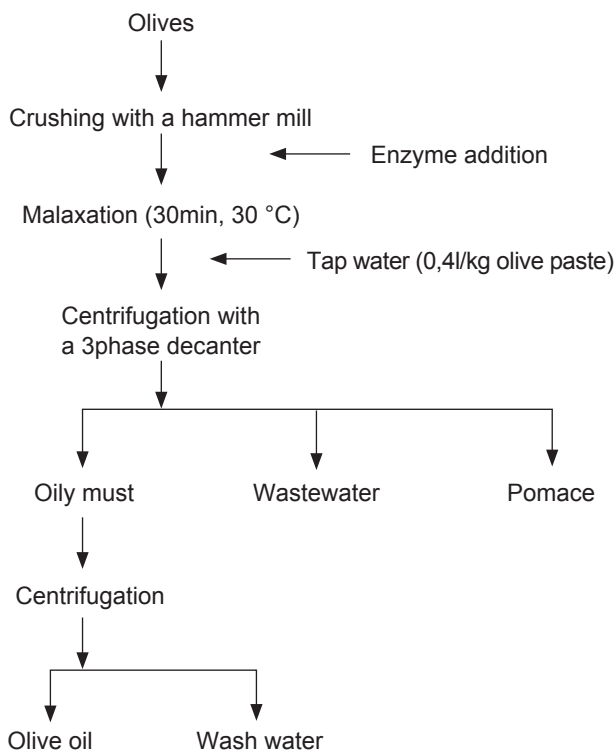 Olives
Crushing with a hammer mill
Enzyme addition
Malaxation (30min, 30 °C)
Tap water (0,4l/kg olive paste)
Centrifugation with
a 3phase decanter
Oily must
Wastewater
Pomace
Centrifugation
Olive oil
Wash water